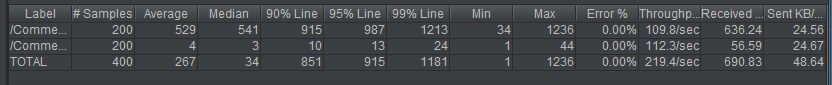 Label # Samples Average Median 90% Line 95% Line 99% Line Min Max Error % Throughp... Received ... Sent KB/...
/Comme... 200 529 541 915 987 1213 34 1236 0.00% 109.8/sec 636.24 24.56
/Comme... 200 4 3 10 13 24 1 44 0.00% 112.3/sec 56.59 24.67
TOTAL 400 267 34 851 915 1181 1 1236 0.00% 219.4/sec 690.83 48.64